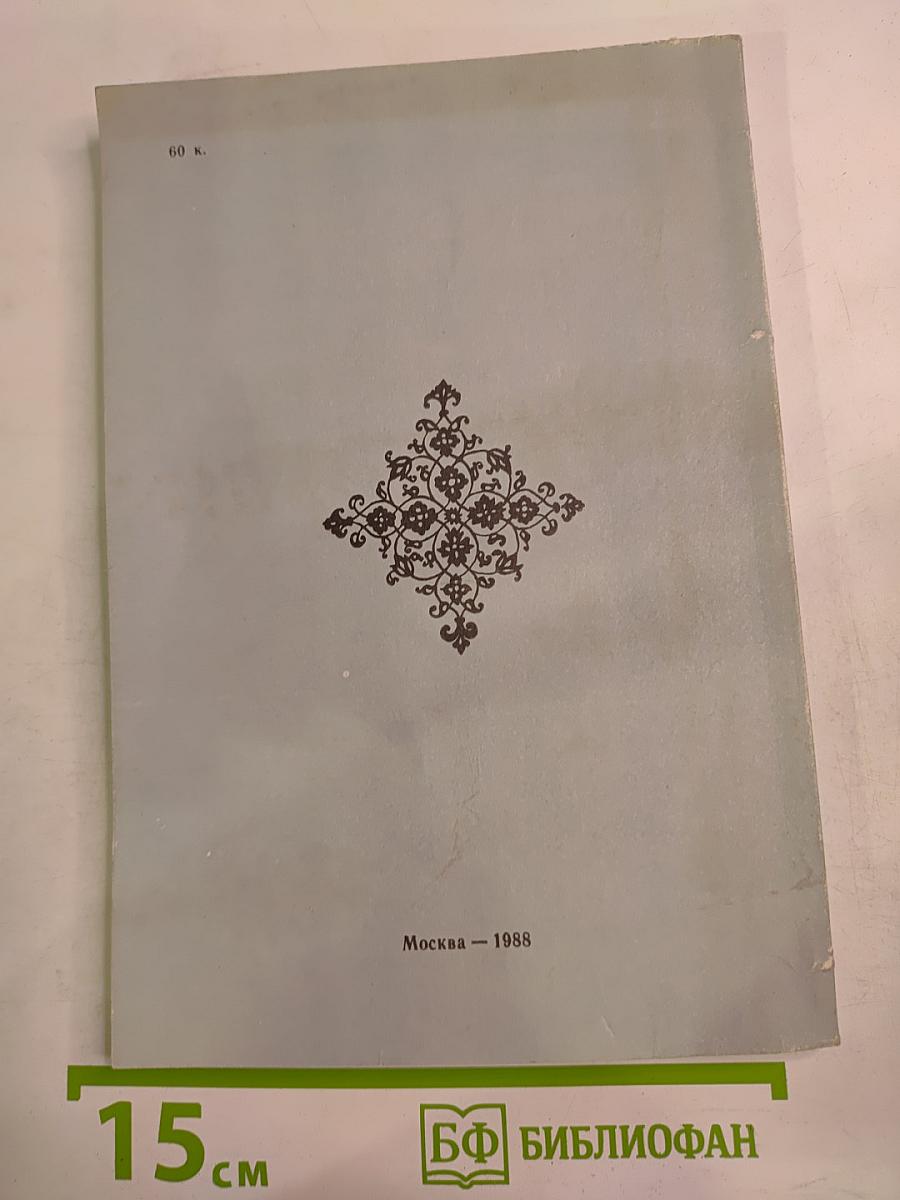 60 к.
Москва — 1988
15 см
БФ БИБЛИОФАН